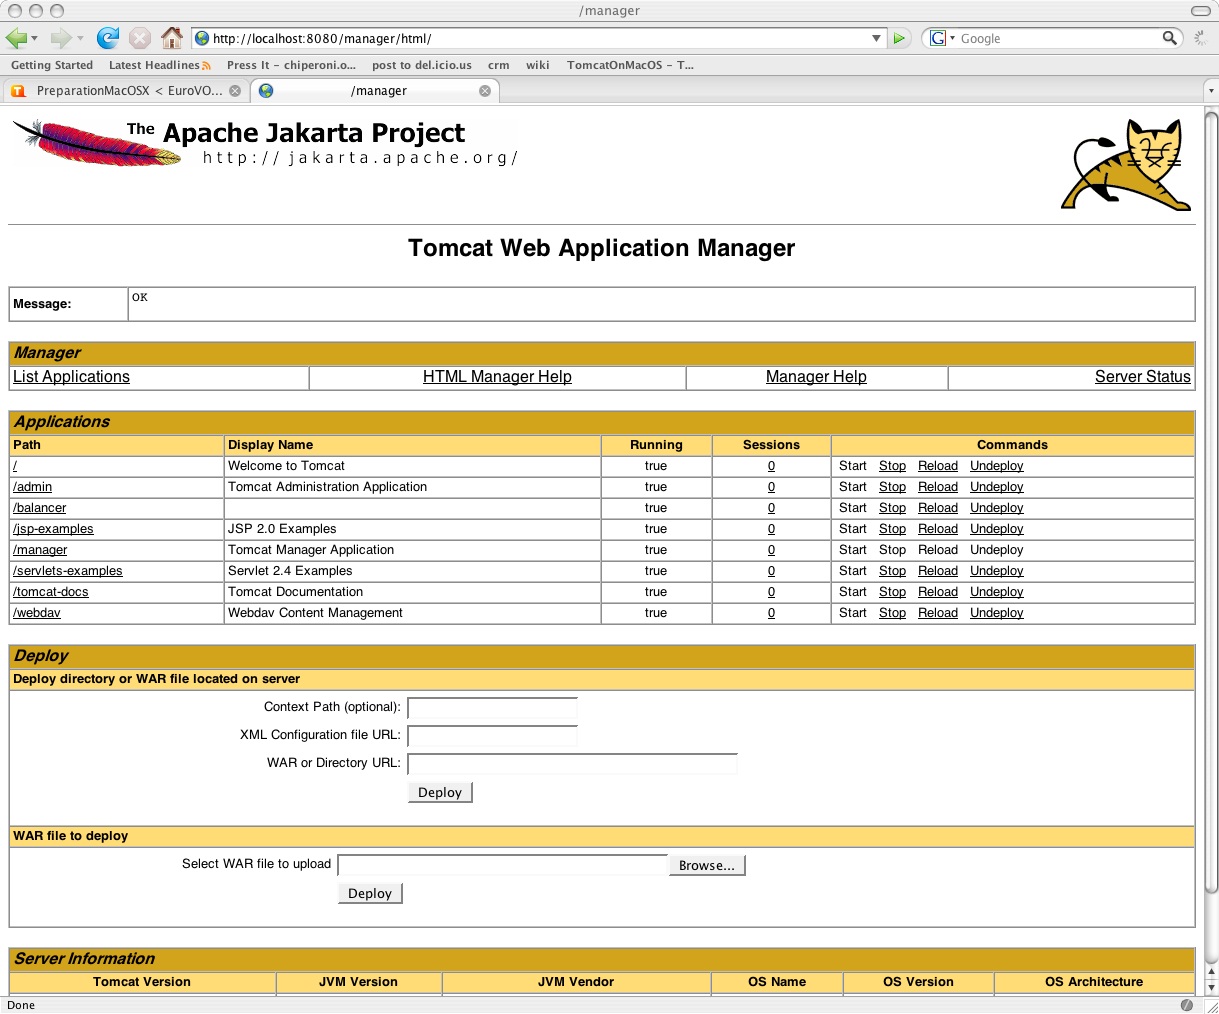 /manager
http://localhost:8080/manager/html/
G Google
Getting Started Latest Headlines Press It – chiperoni.o... post to del.icio.us crm wiki TomcatOnMacOS – T...
PreparationMacOSX < EuroVO... /manager
The Apache Jakarta Project
http://jakarta.apache.org/
Tomcat Web Application Manager
Message: OK
Manager
List Applications HTML Manager Help Manager Help Server Status
Applications
Path Display Name Running Sessions Commands
/ Welcome to Tomcat true 0 Start Stop Reload Undeploy
/admin Tomcat Administration Application true 0 Start Stop Reload Undeploy
/balancer true 0 Start Stop Reload Undeploy
/jsp-examples JSP 2.0 Examples true 0 Start Stop Reload Undeploy
/manager Tomcat Manager Application true 0 Start Stop Reload Undeploy
/servlets-examples Servlet 2.4 Examples true 0 Start Stop Reload Undeploy
/tomcat-docs Tomcat Documentation true 0 Start Stop Reload Undeploy
/webdav Webdav Content Management true 0 Start Stop Reload Undeploy
Deploy
Deploy directory or WAR file located on server
Context Path (optional):
XML Configuration file URL:
WAR or Directory URL:
Deploy
WAR file to deploy
Select WAR file to upload Browse...
Deploy
Server Information
Tomcat Version JVM Version JVM Vendor OS Name OS Version OS Architecture
Done